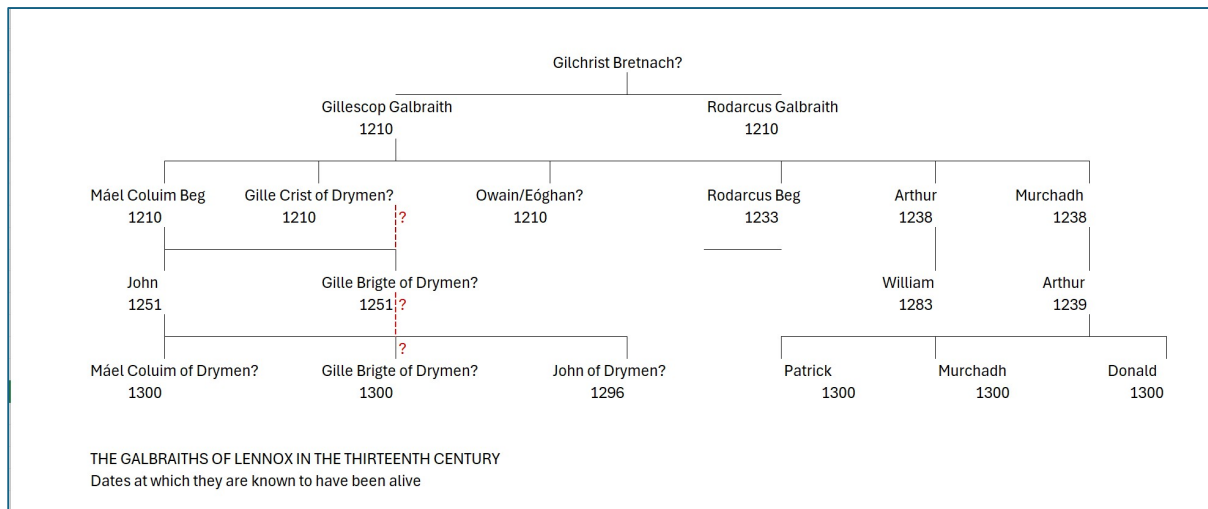 Gilchrist Bretnach?
Gillescop Galbraith Rodarcus Galbraith
1210 1210
Máel Coluim Beg Gille Crist of Drymen? Owain/Eóghan? Rodarcus Beg Arthur Murchadh
1210 1210 ? 1210 1233 1238 1238
John Gille Brigte of Drymen? William Arthur
1251 1251 ? 1283 1239
?
Máel Coluim of Drymen? Gille Brigte of Drymen? John of Drymen? Patrick Murchadh Donald
1300 1300 1296 1300 1300 1300
THE GALBRAITHS OF LENNOX IN THE THIRTEENTH CENTURY
Dates at which they are known to have been alive